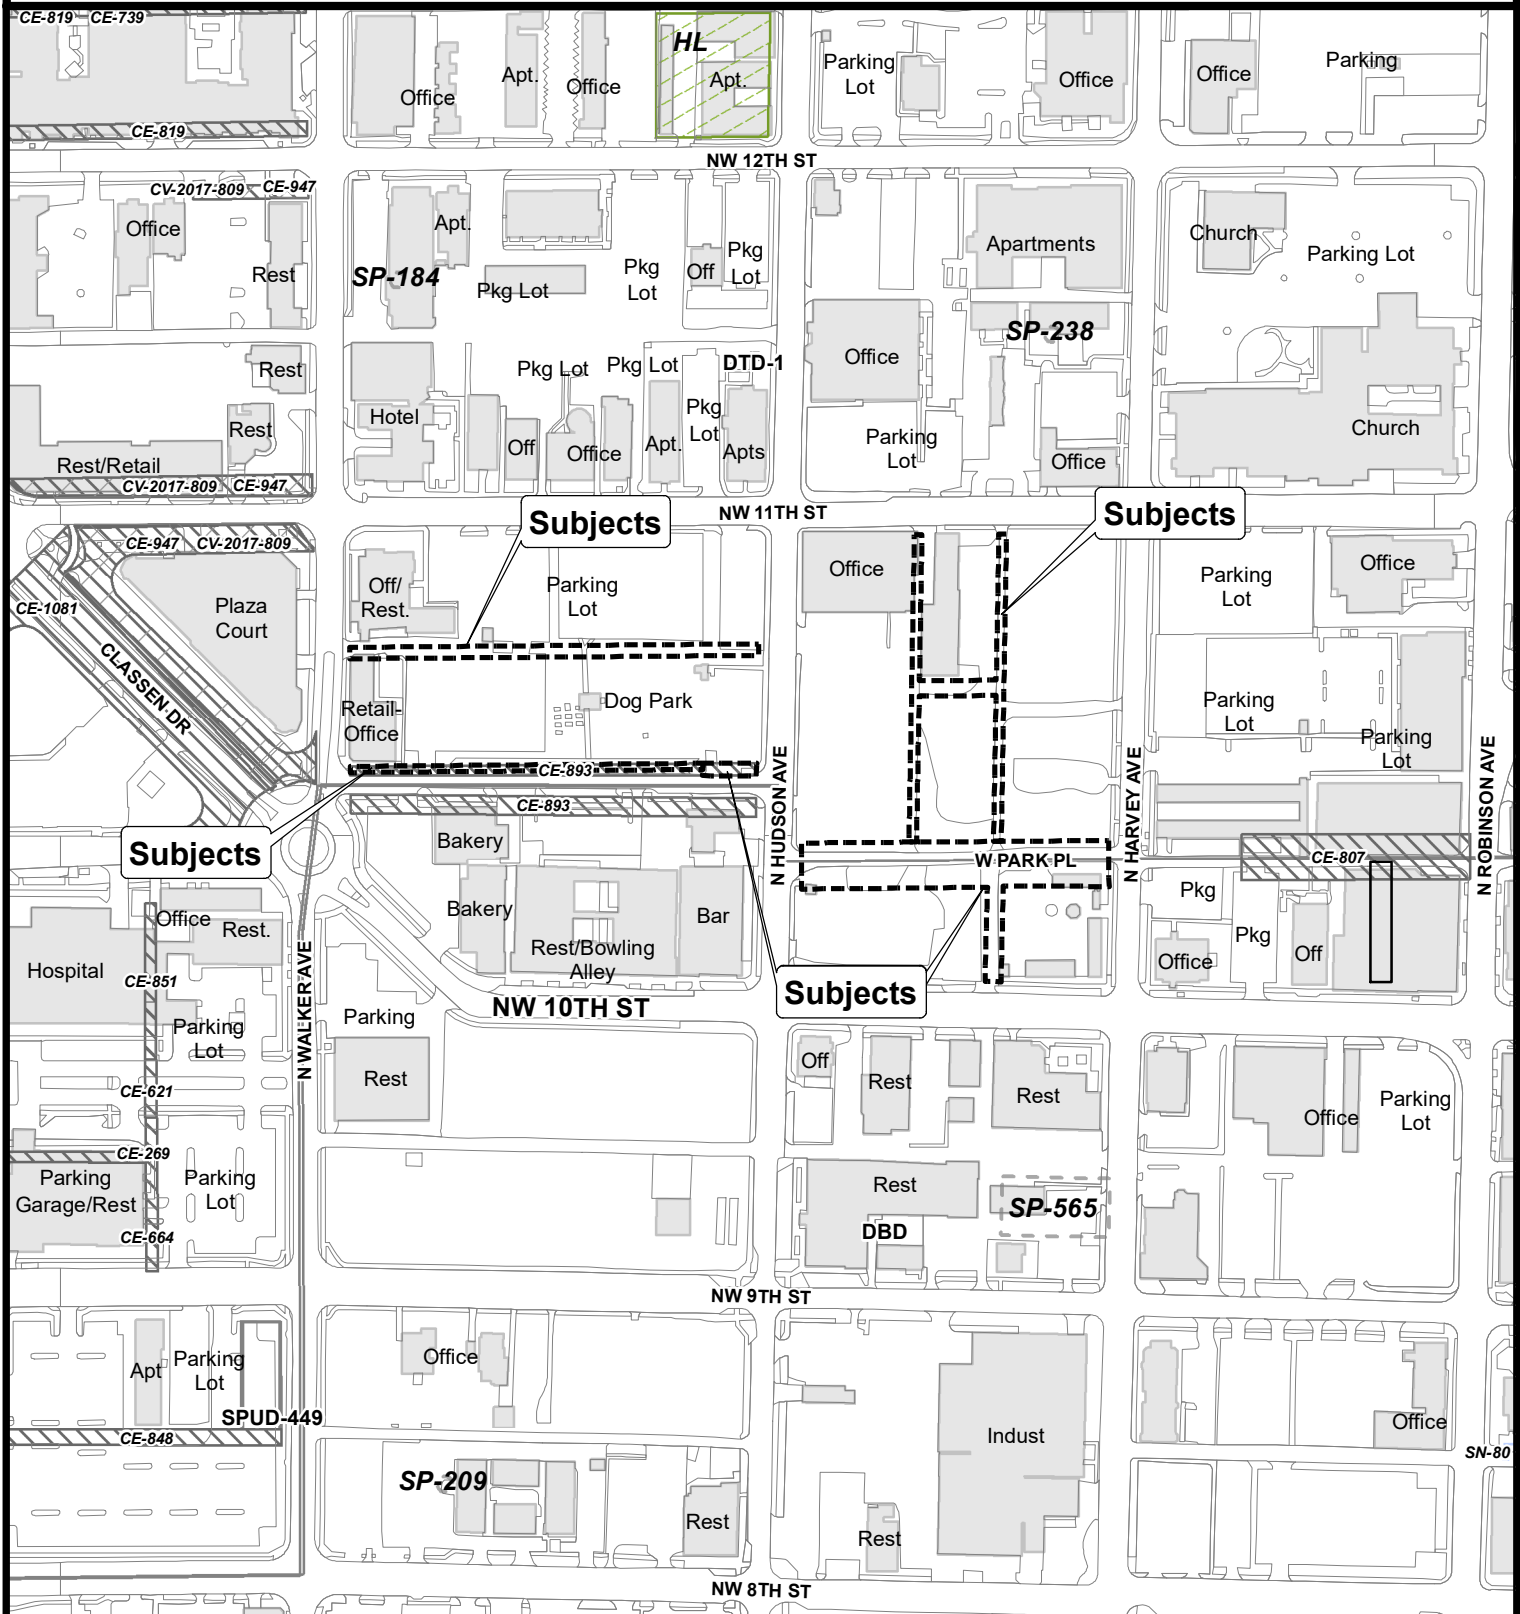 CE-819
CE-739
HL
Apt.
Office
Office
Apt.
Parking
Lot
Office
Office
Parking
CE-819
NW 12TH ST
CV-2017-809
CE-947
Office
Rest
Apt.
SP-184
Pkg Lot
Pkg
Lot
Off
Pkg
Lot
Apartments
Church
Parking Lot
SP-238
Office
Rest
Pkg Lot
Pkg Lot
DTD-1
Hotel
Rest
Off
Office
Apt.
Pkg
Lot
Apts
Parking
Lot
Office
Church
Rest/Retail
CV-2017-809
CE-947
NW 11TH ST
Subjects
Subjects
CE-947
CV-2017-809
CE-1081
Plaza
Court
Off/
Rest.
Parking
Lot
Office
Parking
Lot
Office
CLASSEN DR
Retail-
Office
Dog Park
Parking
Lot
Parking
Lot
CE-893
CE-893
N HUDSON AVE
N HARVEY AVE
N ROBINSON AVE
Subjects
Bakery
W PARK PL
CE-807
Pkg
Office
Rest.
Bakery
Rest/Bowling
Alley
Bar
Pkg
Off
Office
Hospital
CE-851
N WALKER AVE
Subjects
NW 10TH ST
Parking
Parking
Lot
Off
Rest
Rest
Rest
Office
Parking
Lot
CE-621
CE-269
Parking
Garage/Rest
Parking
Lot
CE-664
Rest
SP-565
DBD
NW 9TH ST
Apt
Parking
Lot
Office
SPUD-449
CE-848
Indust
Office
SN-80
SP-209
Rest
Rest
NW 8TH ST